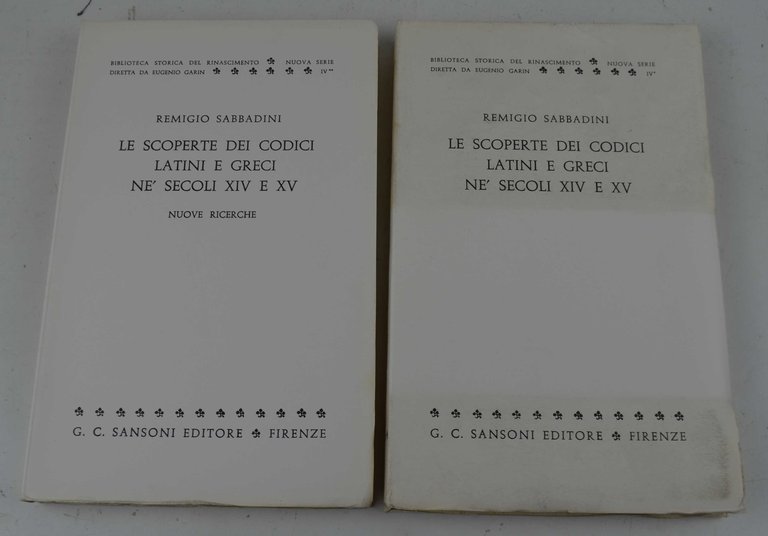 BIBLIOTECA STORICA DEL RINASCIMENTO NUOVA SERIE
DIRETTA DA EUGENIO GARIN IV**
REMIGIO SABBADINI
LE SCOPERTE DEI CODICI
LATINI E GRECI
NE' SECOLI XIV E XV
NUOVE RICERCHE
G. C. SANSONI EDITORE FIRENZE
BIBLIOTECA STORICA DEL RINASCIMENTO NUOVA SERIE
DIRETTA DA EUGENIO GARIN IV*
REMIGIO SABBADINI
LE SCOPERTE DEI CODICI
LATINI E GRECI
NE' SECOLI XIV E XV
G. C. SANSONI EDITORE FIRENZE